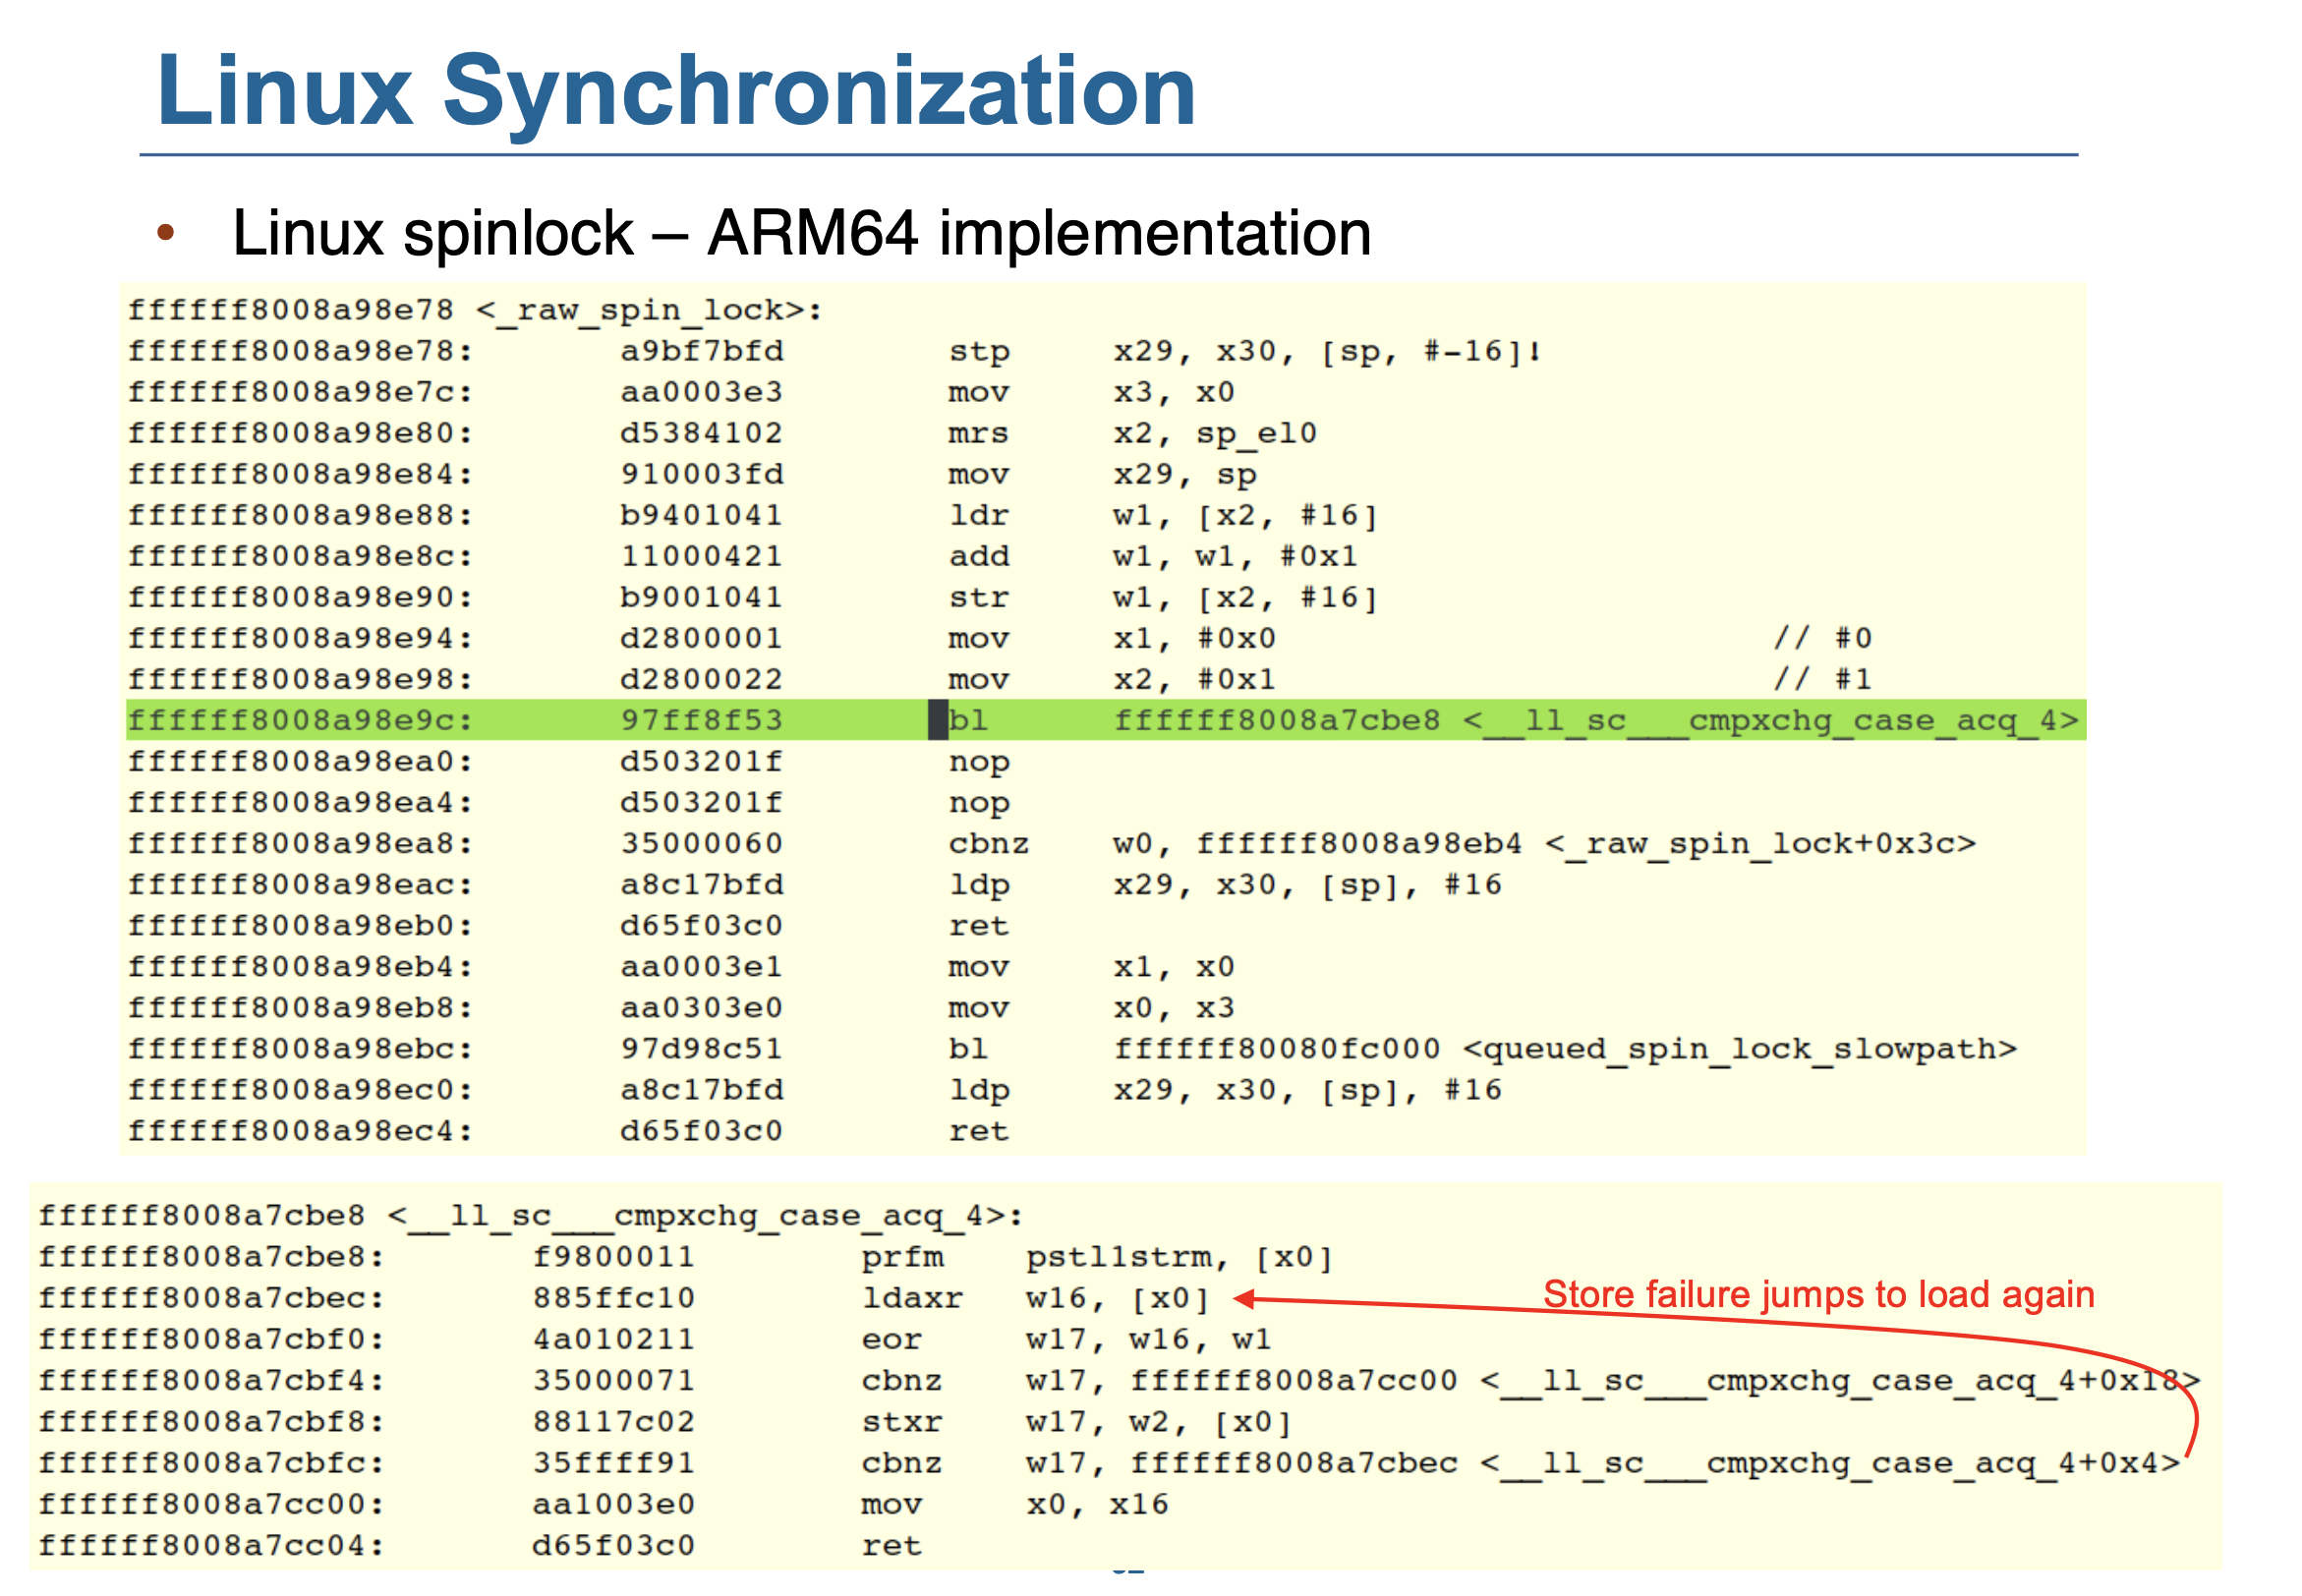 Linux Synchronization
• Linux spinlock – ARM64 implementation
ffffff8008a98e78 <_raw_spin_lock>:
ffffff8008a98e78: a9bf7bfd stp x29, x30, [sp, #-16]!
ffffff8008a98e7c: aa0003e3 mov x3, x0
ffffff8008a98e80: d5384102 mrs x2, sp_el0
ffffff8008a98e84: 910003fd mov x29, sp
ffffff8008a98e88: b9401041 ldr w1, [x2, #16]
ffffff8008a98e8c: 11000421 add w1, w1, #0x1
ffffff8008a98e90: b9001041 str w1, [x2, #16]
ffffff8008a98e94: d2800001 mov x1, #0x0 // #0
ffffff8008a98e98: d2800022 mov x2, #0x1 // #1
ffffff8008a98e9c: 97ff8f53 bl ffffff8008a7cbe8 <__ll_sc___cmpxchg_case_acq_4>
ffffff8008a98ea0: d503201f nop
ffffff8008a98ea4: d503201f nop
ffffff8008a98ea8: 35000060 cbnz w0, ffffff8008a98eb4 <_raw_spin_lock+0x3c>
ffffff8008a98eac: a8c17bfd ldp x29, x30, [sp], #16
ffffff8008a98eb0: d65f03c0 ret
ffffff8008a98eb4: aa0003e1 mov x1, x0
ffffff8008a98eb8: aa0303e0 mov x0, x3
ffffff8008a98ebc: 97d98c51 bl ffffff80080fc000 <queued_spin_lock_slowpath>
ffffff8008a98ec0: a8c17bfd ldp x29, x30, [sp], #16
ffffff8008a98ec4: d65f03c0 ret
ffffff8008a7cbe8 <__ll_sc___cmpxchg_case_acq_4>:
ffffff8008a7cbe8: f9800011 prfm pstl1strm, [x0]
ffffff8008a7cbec: 885ffc10 ldaxr w16, [x0]
Store failure jumps to load again
ffffff8008a7cbf0: 4a010211 eor w17, w16, w1
ffffff8008a7cbf4: 35000071 cbnz w17, ffffff8008a7cc00 <__ll_sc___cmpxchg_case_acq_4+0x18>
ffffff8008a7cbf8: 88117c02 stxr w17, w2, [x0]
ffffff8008a7cbfc: 35ffff91 cbnz w17, ffffff8008a7cbec <__ll_sc___cmpxchg_case_acq_4+0x4>
ffffff8008a7cc00: aa1003e0 mov x0, x16
ffffff8008a7cc04: d65f03c0 ret